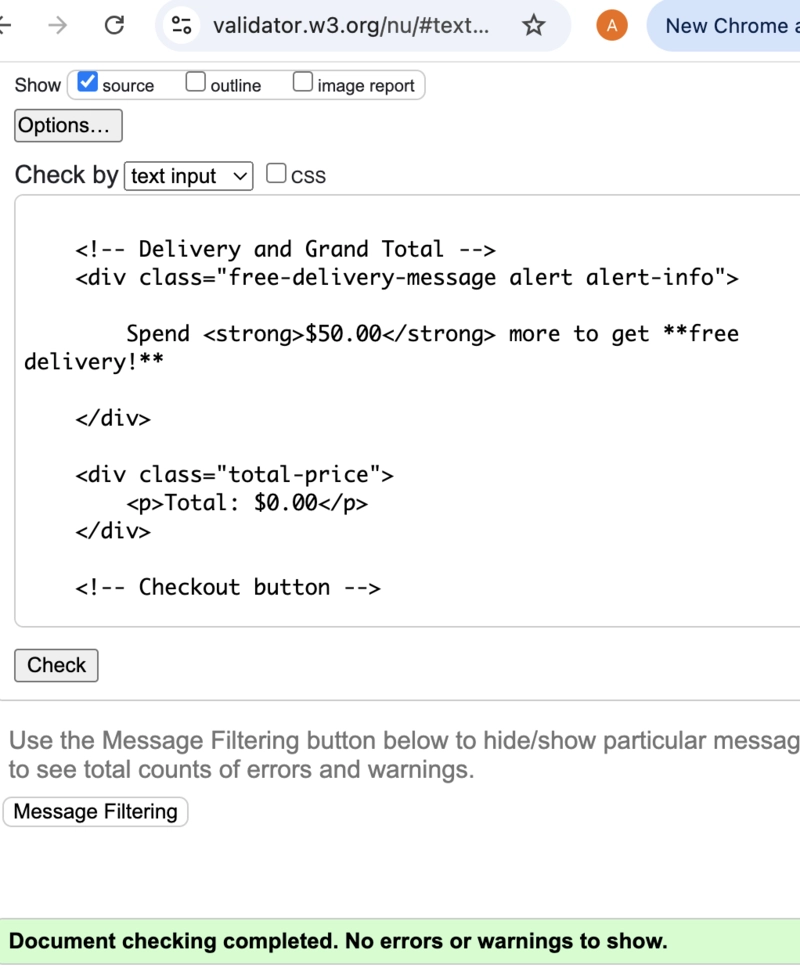 validator.w3.org/nu/#text...
A
New Chrome a
Show source outline image report
Options...
Check by text input css
<!-- Delivery and Grand Total -->
<div class="free-delivery-message alert alert-info">
Spend <strong>$50.00</strong> more to get **free
delivery!**
</div>
<div class="total-price">
<p>Total: $0.00</p>
</div>
<!-- Checkout button -->
Check
Use the Message Filtering button below to hide/show particular messag
to see total counts of errors and warnings.
Message Filtering
Document checking completed. No errors or warnings to show.